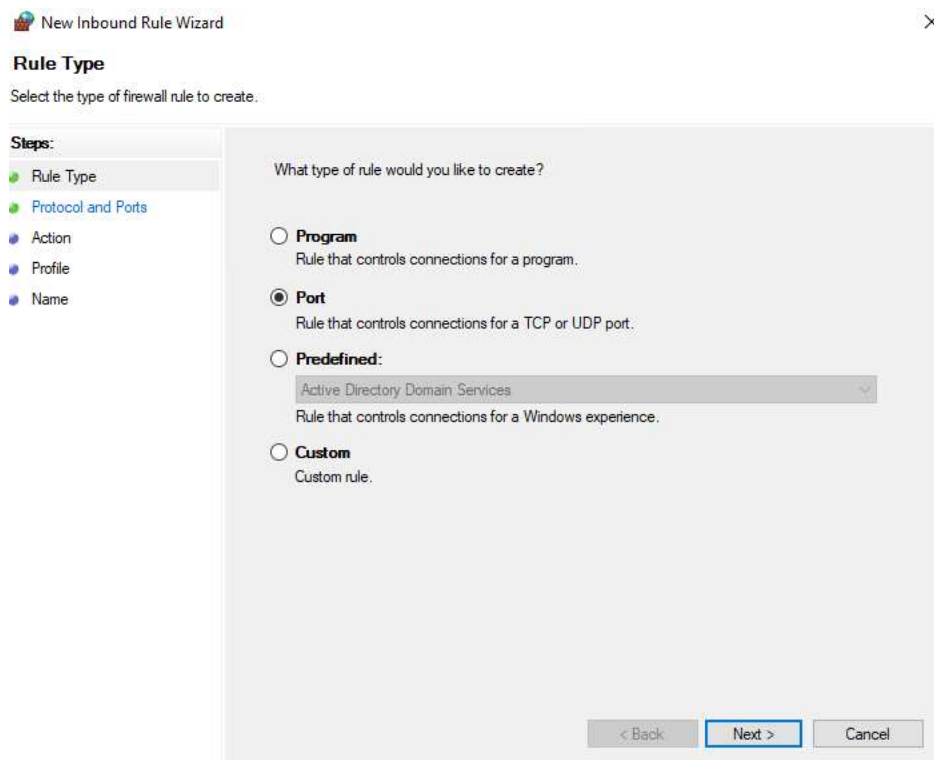 New Inbound Rule Wizard
Rule Type
Select the type of firewall rule to create.
Steps:
Rule Type
Protocol and Ports
Action
Profile
Name
What type of rule would you like to create?
Program
Rule that controls connections for a program.
Port
Rule that controls connections for a TCP or UDP port.
Predefined:
Active Directory Domain Services
Rule that controls connections for a Windows experience.
Custom
Custom rule.
< Back Next > Cancel